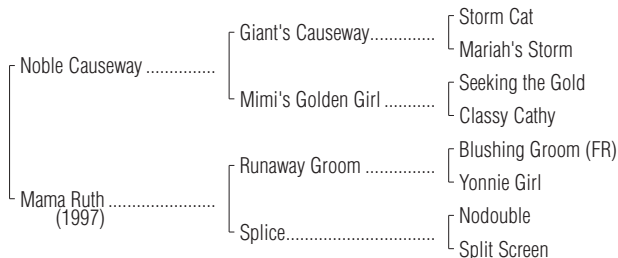 Storm Cat
Giant's Causeway..............
Mariah's Storm
Noble Causeway ...............
Seeking the Gold
Mimi's Golden Girl ...........
Classy Cathy
Blushing Groom (FR)
Runaway Groom ...............
Yonnie Girl
Mama Ruth .......................
(1997)
Nodouble
Splice................................
Split Screen